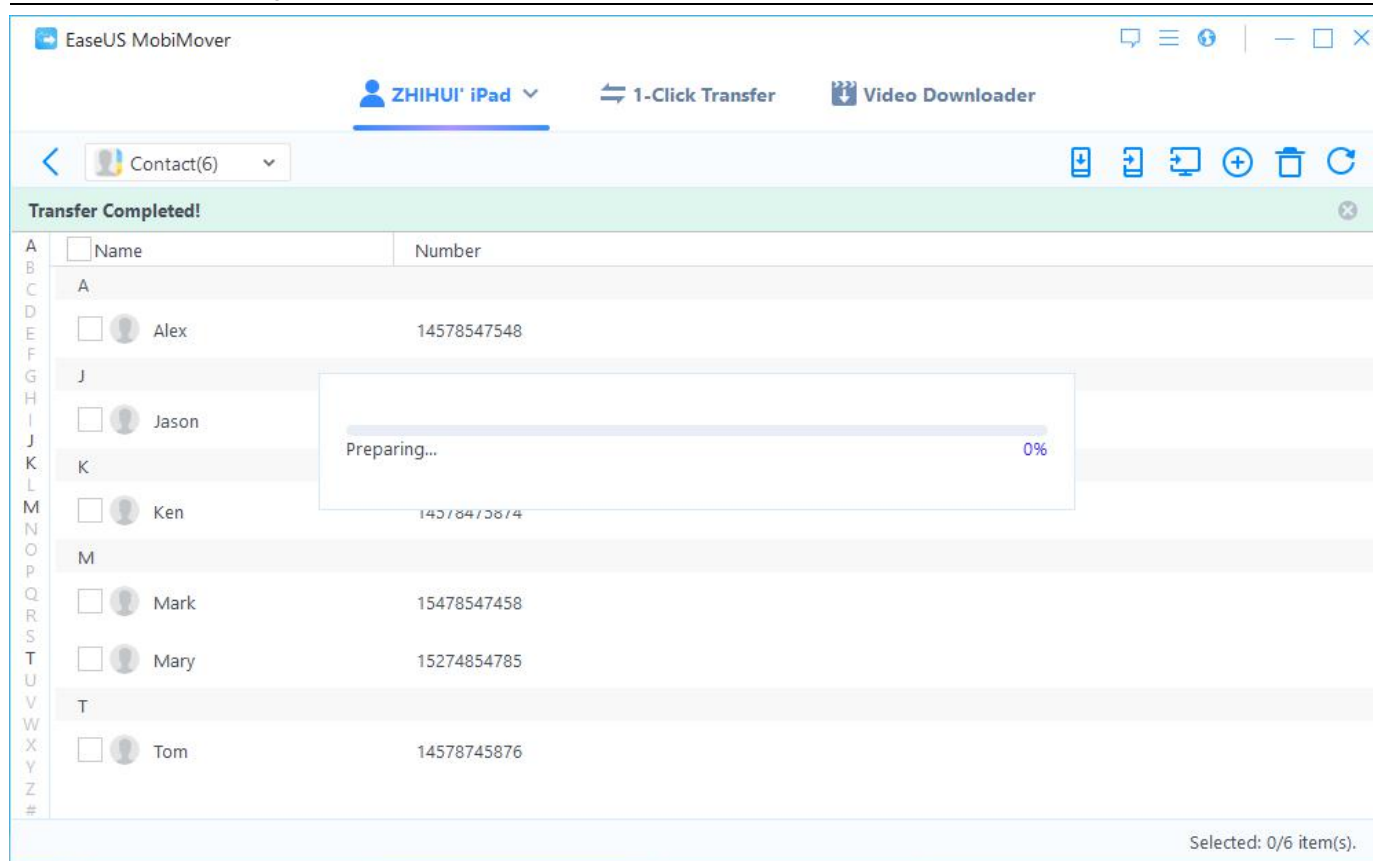 EaseUS MobiMover
ZHIHUI' iPad
1-Click Transfer
Video Downloader
Contact(6)
Transfer Completed!
A
B
C
D
E
F
G
H
I
J
K
L
M
N
O
P
Q
R
S
T
U
V
W
X
Y
Z
#
Name Number
A
Alex 14578547548
J
Jason
Preparing... 0%
K
Ken 14578475874
M
Mark 15478547458
Mary 15274854785
T
Tom 14578745876
Selected: 0/6 item(s).